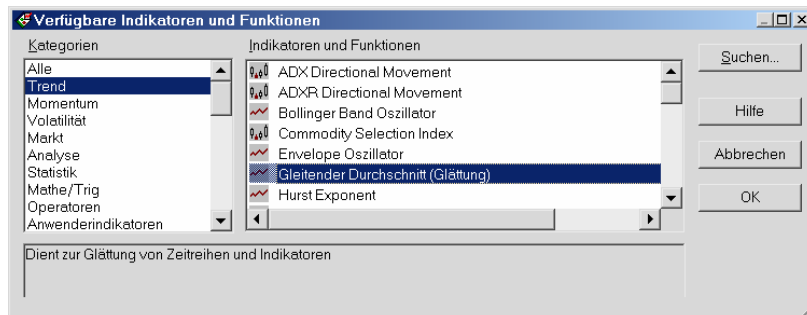 Verfügbare Indikatoren und Funktionen
Kategorien
Alle
Trend
Momentum
Volatilität
Markt
Analyse
Statistik
Mathe/Trig
Operatoren
Anwenderindikatoren
Indikatoren und Funktionen
ADX Directional Movement
ADXR Directional Movement
Bollinger Band Oszillator
Commodity Selection Index
Envelope Oszillator
Gleitender Durchschnitt (Glättung)
Hurst Exponent
Suchen...
Hilfe
Abbrechen
OK
Dient zur Glättung von Zeitreihen und Indikatoren